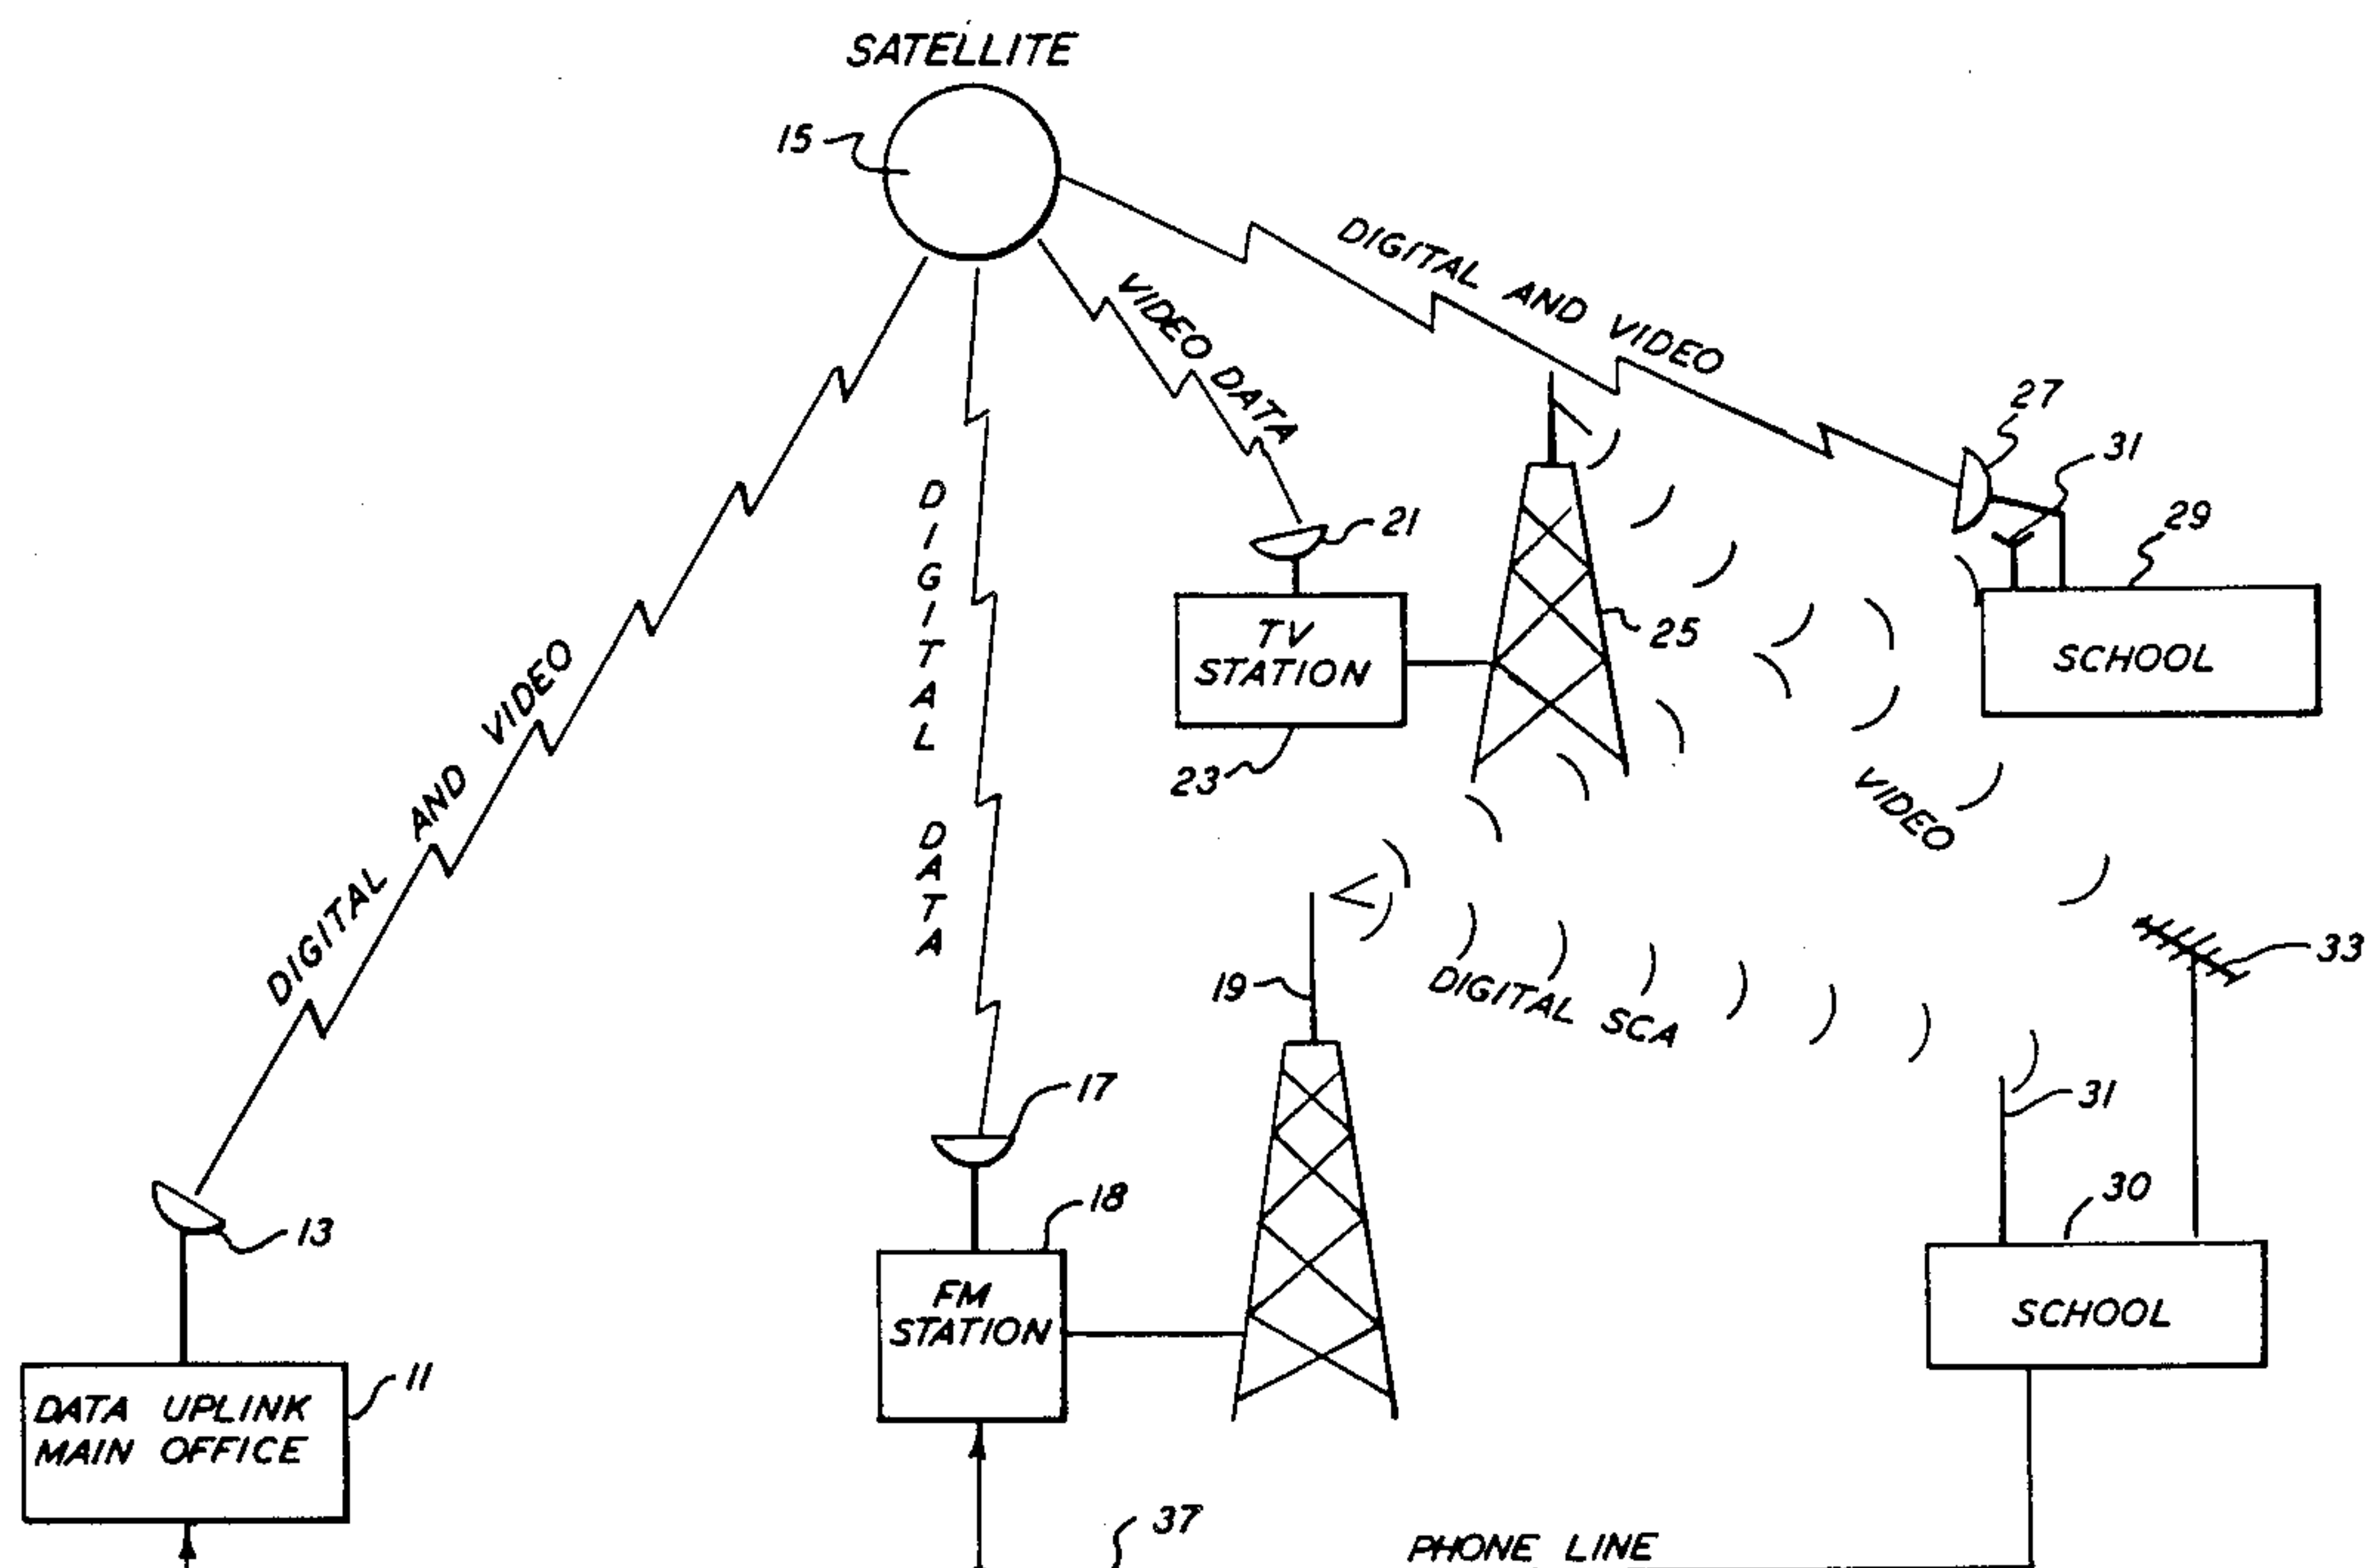 SATELLITE
15
DIGITAL AND VIDEO
VIDEO DATA
27
31
29
DIGITAL DATA
21
TV
STATION
25
SCHOOL
23
DIGITAL AND VIDEO
VIDEO
33
19
DIGITAL SCA
17
31
13
18
30
FM
STATION
SCHOOL
11
DATA UPLINK
MAIN OFFICE
37
PHONE LINE